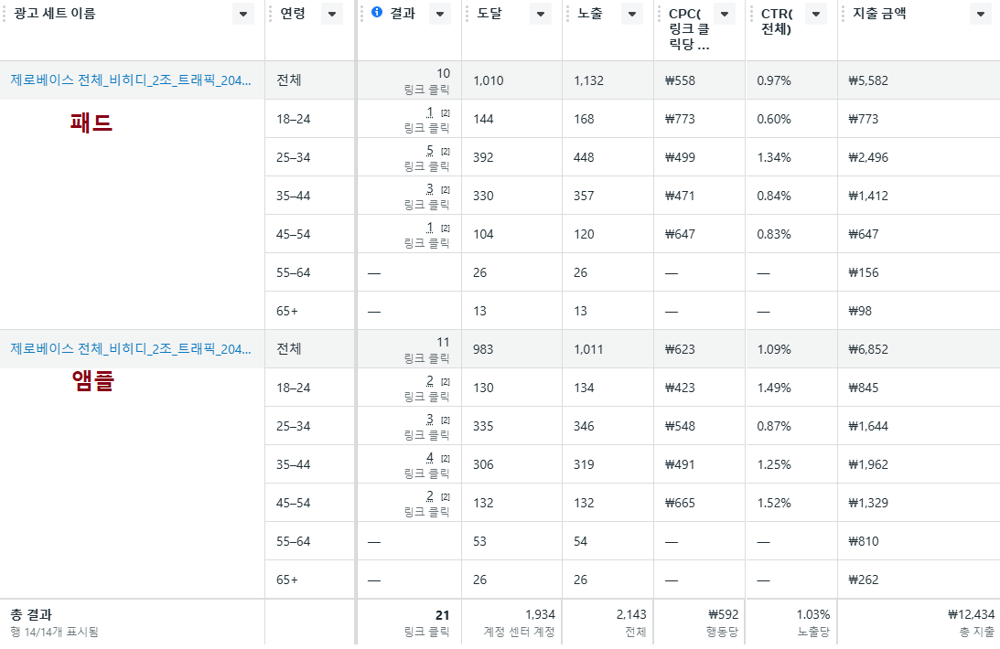 광고 세트 이름 연령 결과 도달 노출 CPC(링크 클릭당 ... CTR(전체) 지출 금액
제로베이스 전체_비히디_2조_트래픽_204... 전체 10 링크 클릭 1,010 1,132 ₩558 0.97% ₩5,582
패드
18–24 1 [2] 링크 클릭 144 168 ₩773 0.60% ₩773
25–34 5 [2] 링크 클릭 392 448 ₩499 1.34% ₩2,496
35–44 3 [2] 링크 클릭 330 357 ₩471 0.84% ₩1,412
45–54 1 [2] 링크 클릭 104 120 ₩647 0.83% ₩647
55–64 — 26 26 — — ₩156
65+ — 13 13 — — ₩98
제로베이스 전체_비히디_2조_트래픽_204... 전체 11 링크 클릭 983 1,011 ₩623 1.09% ₩6,852
앰플
18–24 2 [2] 링크 클릭 130 134 ₩423 1.49% ₩845
25–34 3 [2] 링크 클릭 335 346 ₩548 0.87% ₩1,644
35–44 4 [2] 링크 클릭 306 319 ₩491 1.25% ₩1,962
45–54 2 [2] 링크 클릭 132 132 ₩665 1.52% ₩1,329
55–64 — 53 54 — — ₩810
65+ — 26 26 — — ₩262
총 결과 21 1,934 2,143 ₩592 1.03% ₩12,434
행 14/14개 표시됨 링크 클릭 계정 센터 계정 전체 행동당 노출당 총 지출